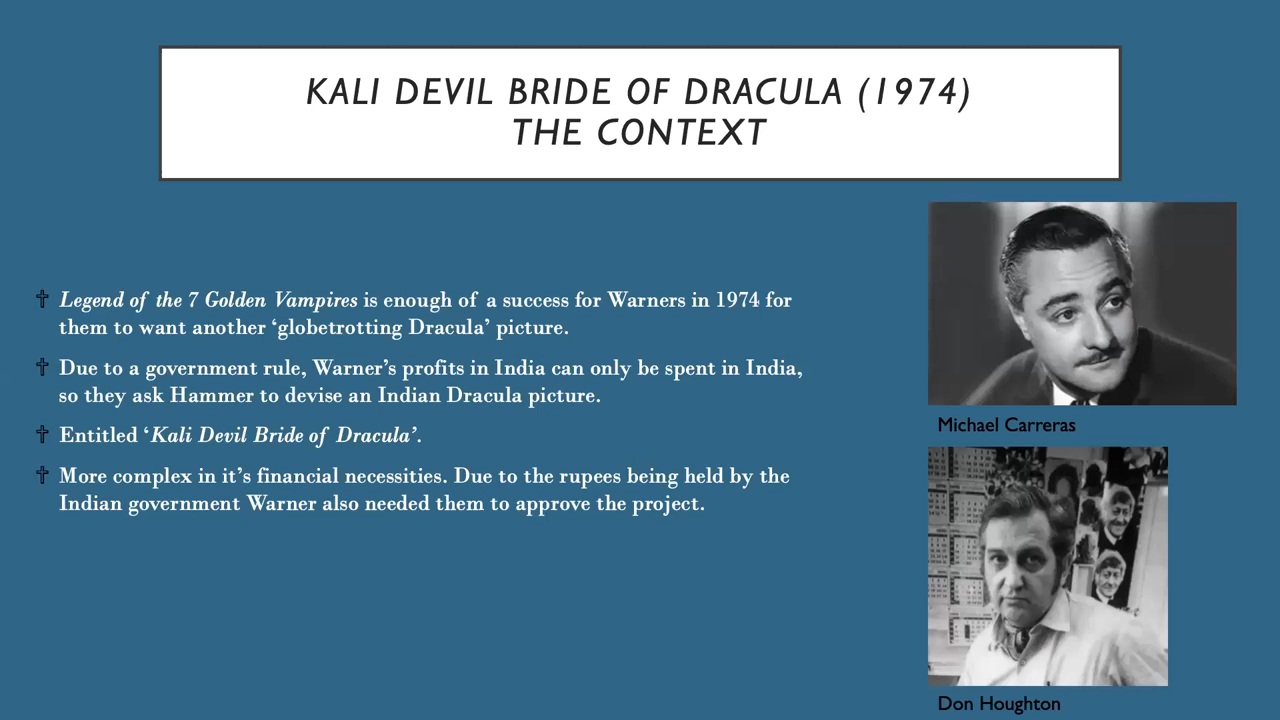 KALI DEVIL BRIDE OF DRACULA (1974)
THE CONTEXT
Legend of the 7 Golden Vampires is enough of a success for Warners in 1974 for
them to want another ‘globetrotting Dracula’ picture.
Due to a government rule, Warner’s profits in India can only be spent in India,
so they ask Hammer to devise an Indian Dracula picture.
Entitled ‘Kali Devil Bride of Dracula’.
More complex in it’s financial necessities. Due to the rupees being held by the
Indian government Warner also needed them to approve the project.
Michael Carreras
Don Houghton